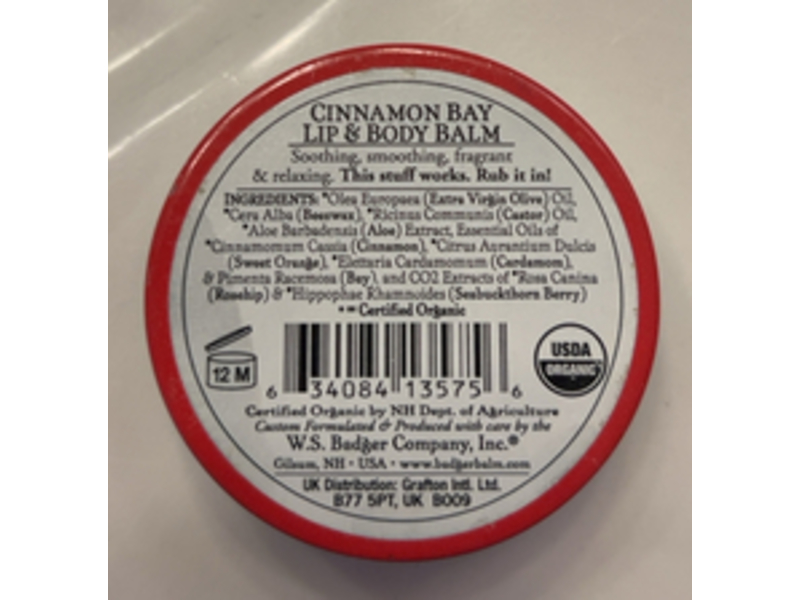 CINNAMON BAY
LIP & BODY BALM
Soothing, smoothing, fragrant
& relaxing. This stuff works. Rub it in!
INGREDIENTS: *Olea Europaea (Extra Virgin Olive) Oil,
*Cera Alba (Beeswax), *Ricinus Communis (Castor) Oil,
*Aloe Barbadensis (Aloe) Extract, Essential Oils of
*Cinnamomum Cassia (Cinnamon), *Citrus Aurantium Dulcis
(Sweet Orange), *Elettaria Cardamomum (Cardamom),
& Pimenta Racemosa (Bay), and CO2 Extracts of *Rosa Canina
(Rosehip) & *Hippophae Rhamnoides (Seabuckthorn Berry)
* = Certified Organic
12 M
USDA
ORGANIC
6 34084 13575 6
Certified Organic by NH Dept. of Agriculture
Custom Formulated & Produced with care by the
W.S. Badger Company, Inc.®
Gilsum, NH • USA • www.badgerbalm.com
UK Distribution: Grafton Intl. Ltd.
B77 5PT, UK B009